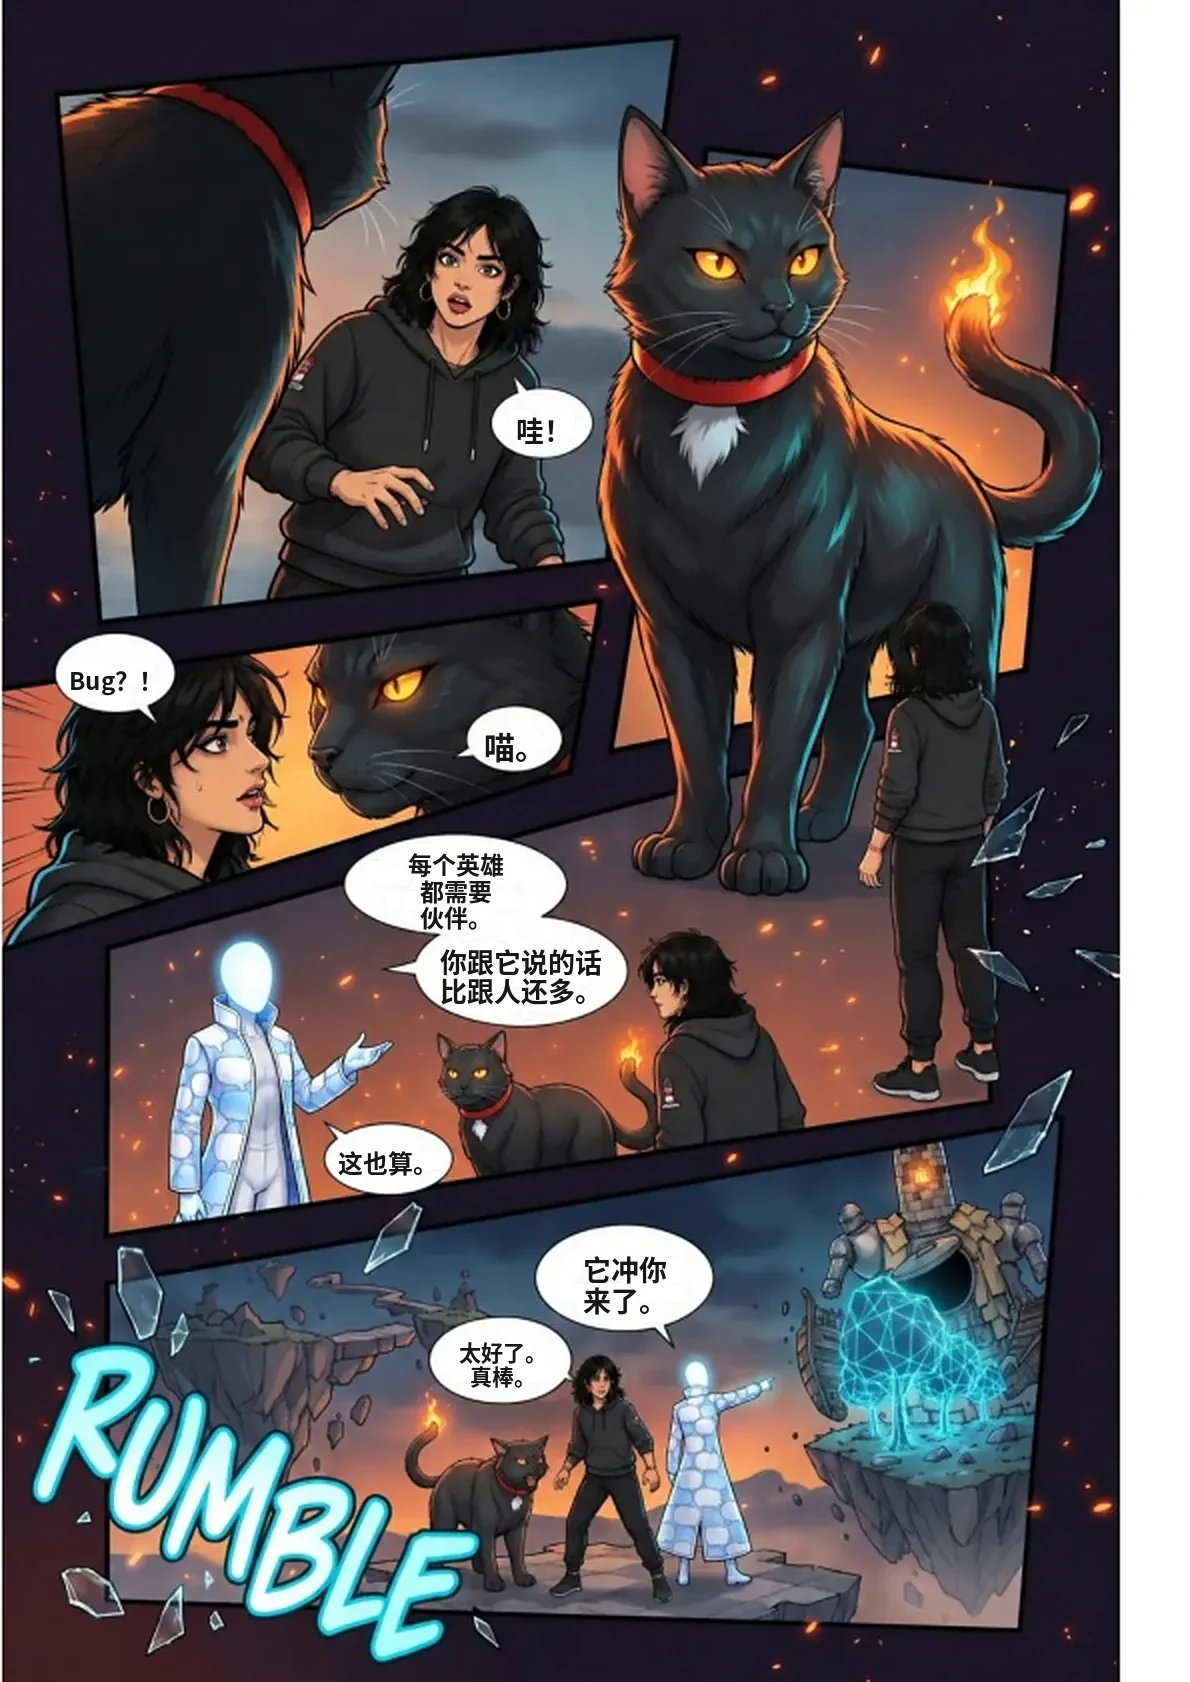 哇！
Bug？！
喵。
每个英雄
都需要
伙伴。
你跟它说的话
比跟人还多。
这也算。
它冲你
来了。
太好了。
真棒。
RUMBLE